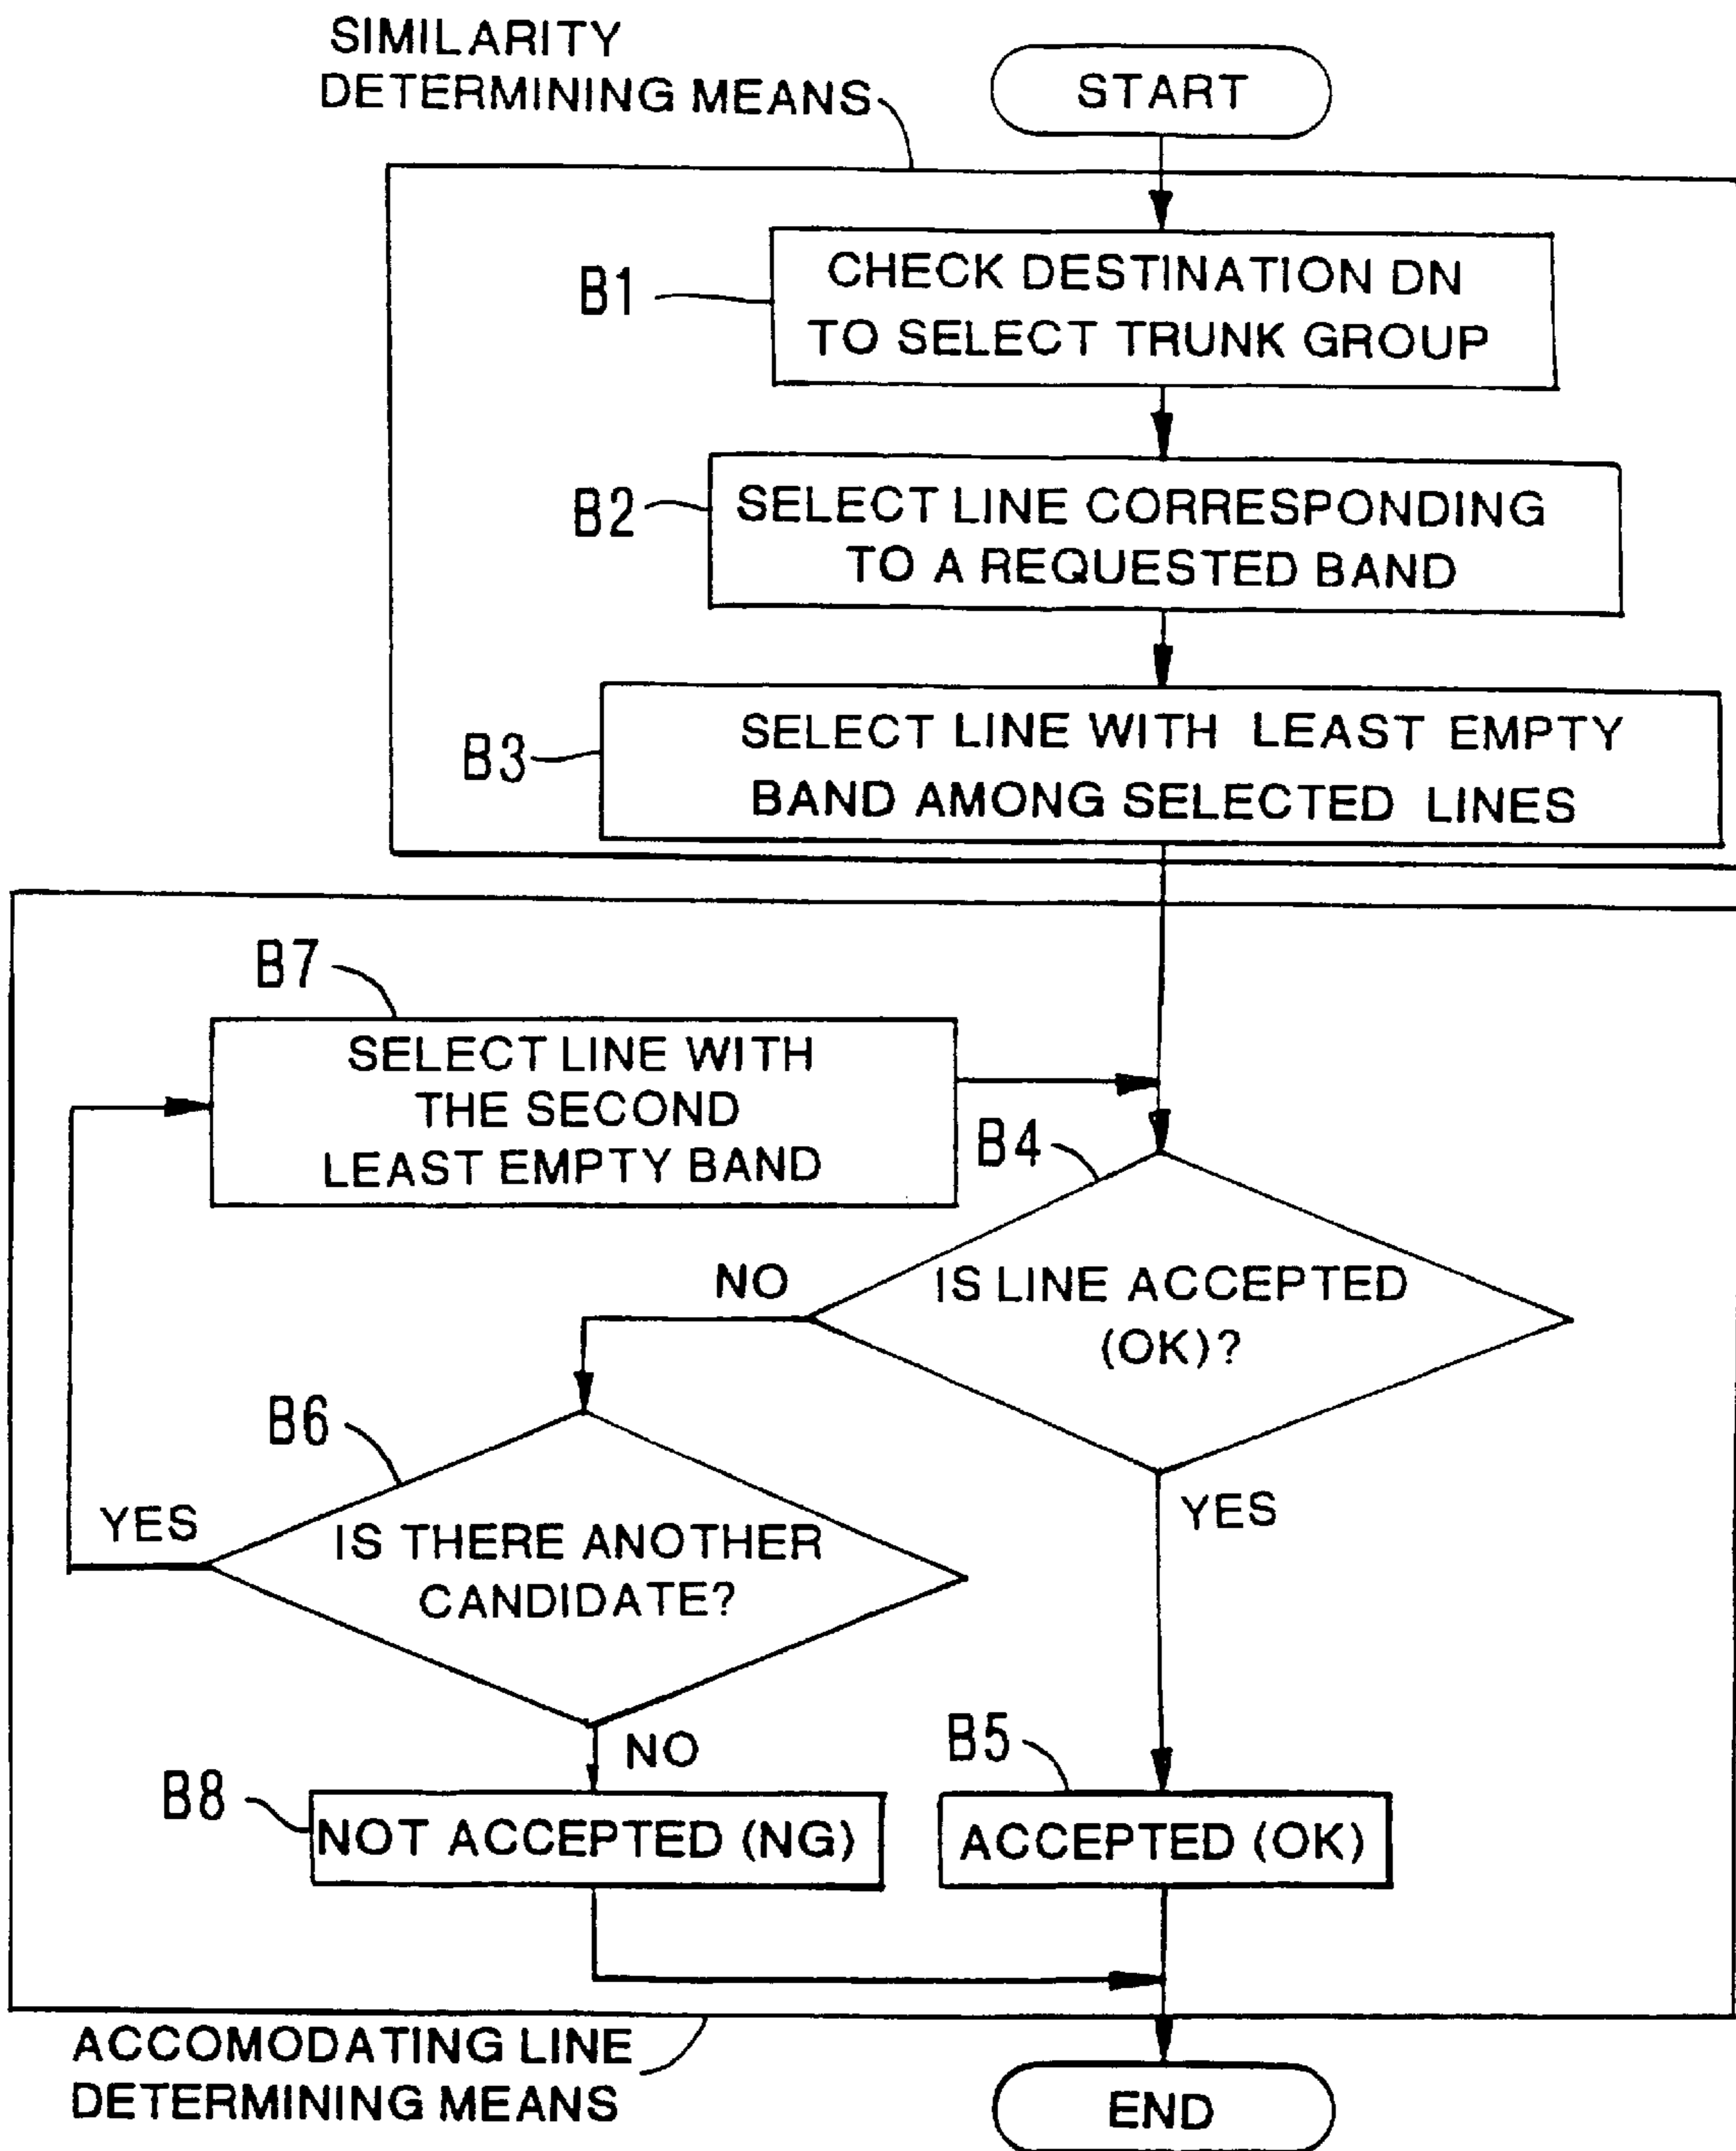 SIMILARITY
DETERMINING MEANS
START
B1
CHECK DESTINATION DN
TO SELECT TRUNK GROUP
B2
SELECT LINE CORRESPONDING
TO A REQUESTED BAND
B3
SELECT LINE WITH LEAST EMPTY
BAND AMONG SELECTED LINES
B7
SELECT LINE WITH
THE SECOND
LEAST EMPTY BAND
B4
IS LINE ACCEPTED
(OK)?
NO
YES
B6
IS THERE ANOTHER
CANDIDATE?
YES
NO
B5
ACCEPTED (OK)
B8
NOT ACCEPTED (NG)
ACCOMODATING LINE
DETERMINING MEANS
END